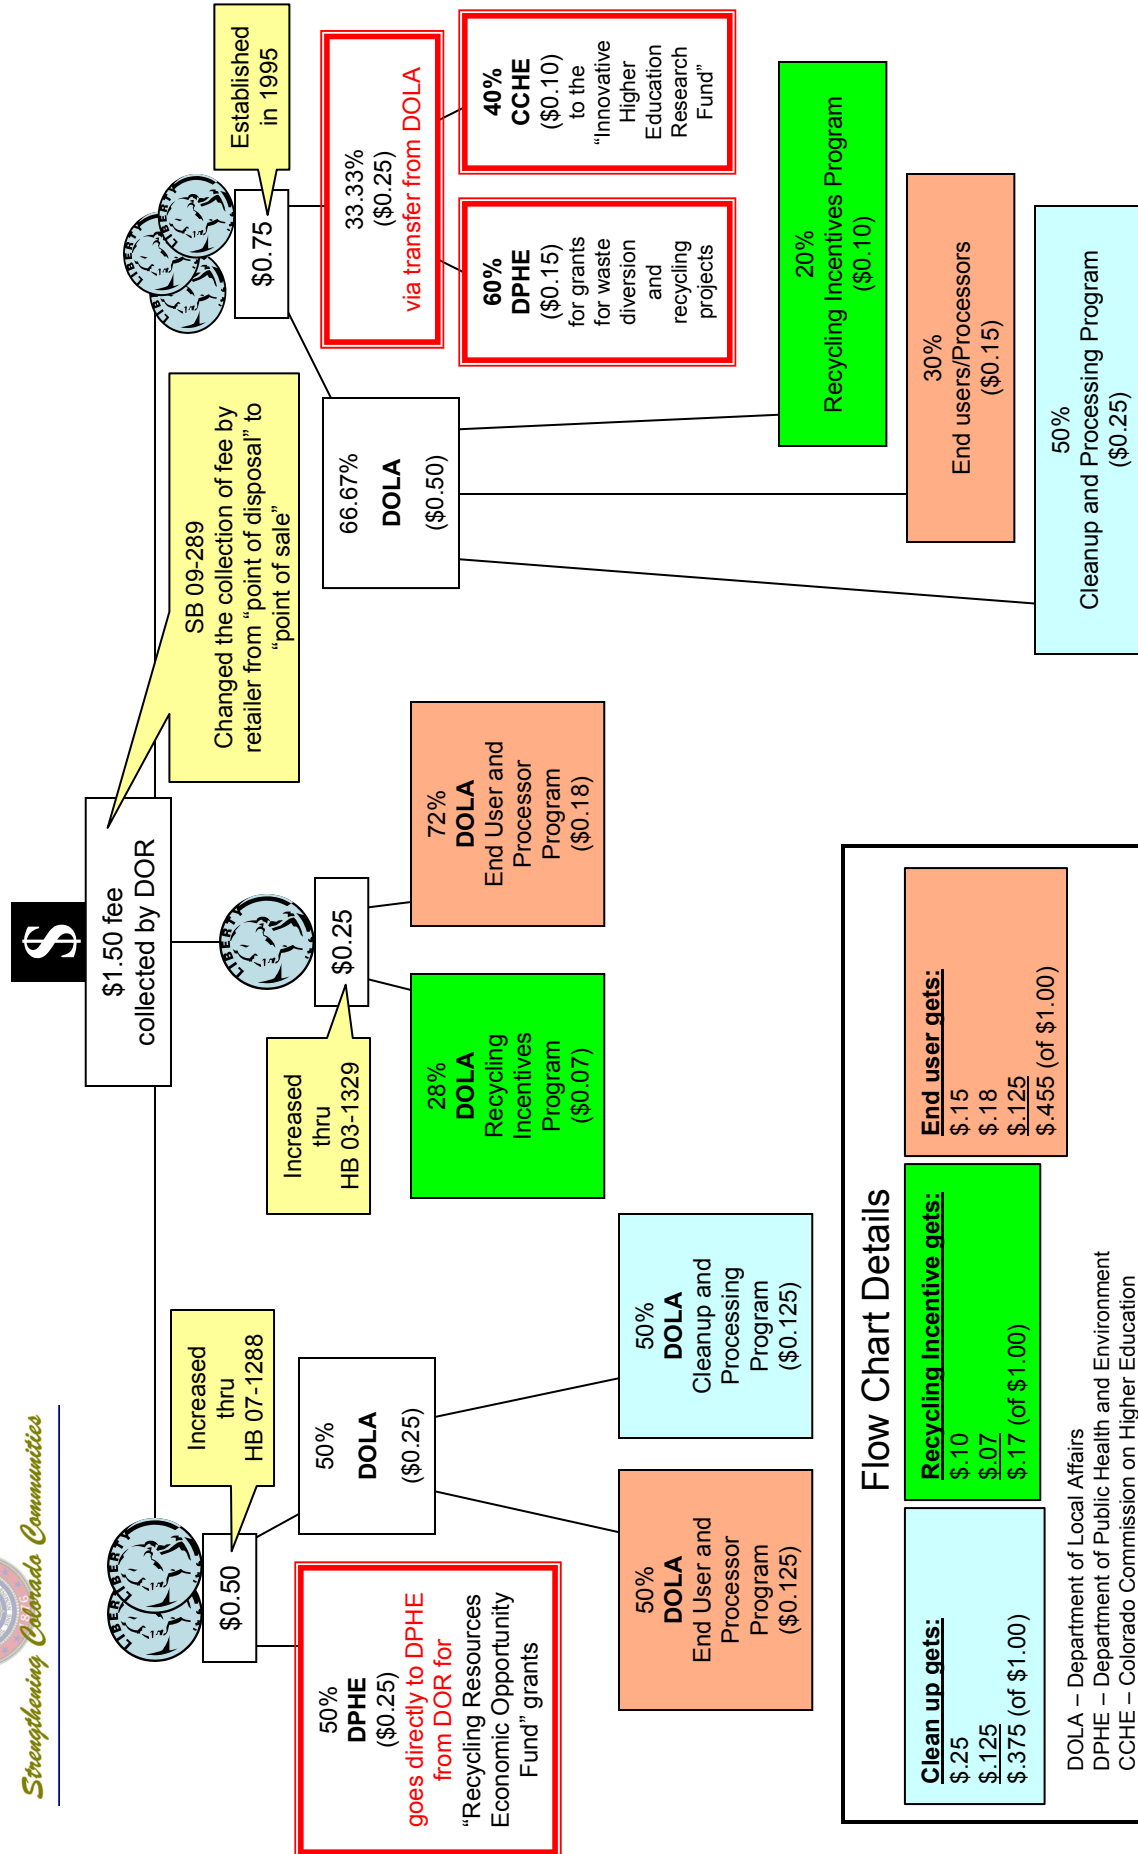 Strengthening Colorado Communities
$
$1.50 fee
collected by DOR
SB 09-289
Changed the collection of fee by
retailer from “point of disposal” to
“point of sale”
LIBERTY
LIBERTY
$0.50
Increased
thru
HB 07-1288
50%
DPHE
($0.25)
goes directly to DPHE
from DOR for
“Recycling Resources
Economic Opportunity
Fund” grants
50%
DOLA
($0.25)
50%
DOLA
End User and
Processor
Program
($0.125)
50%
DOLA
Cleanup and
Processing
Program
($0.125)
LIBERTY
$0.25
Increased
thru
HB 03-1329
28%
DOLA
Recycling
Incentives
Program
($0.07)
72%
DOLA
End User and
Processor
Program
($0.18)
LIBERTY
LIBERTY
$0.75
Established
in 1995
66.67%
DOLA
($0.50)
33.33%
($0.25)
via transfer from DOLA
60%
DPHE
($0.15)
for grants
for waste
diversion
and
recycling
projects
40%
CCHE
($0.10)
to the
“Innovative
Higher
Education
Research
Fund”
20%
Recycling Incentives Program
($0.10)
30%
End users/Processors
($0.15)
50%
Cleanup and Processing Program
($0.25)
Flow Chart Details
Clean up gets:
$.25
$.125
$.375 (of $1.00)
Recycling Incentive gets:
$.10
$.07
$.17 (of $1.00)
End user gets:
$.15
$.18
$.125
$.455 (of $1.00)
DOLA – Department of Local Affairs
DPHE – Department of Public Health and Environment
CCHE – Colorado Commission on Higher Education